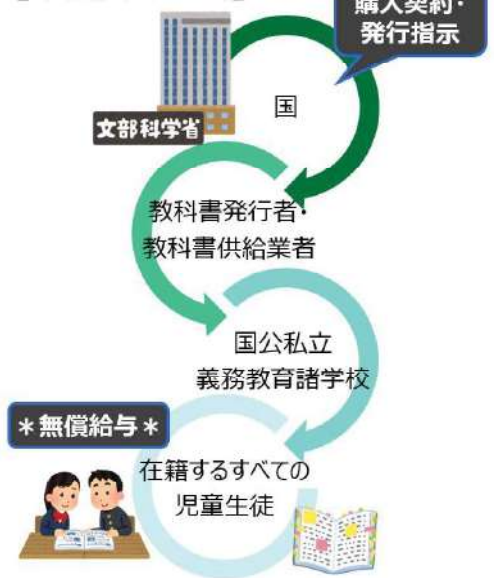 購入契約・
発行指示
国
文部科学省
教科書発行者・
教科書供給業者
国公私立
義務教育諸学校
＊無償給与＊
在籍するすべての
児童生徒